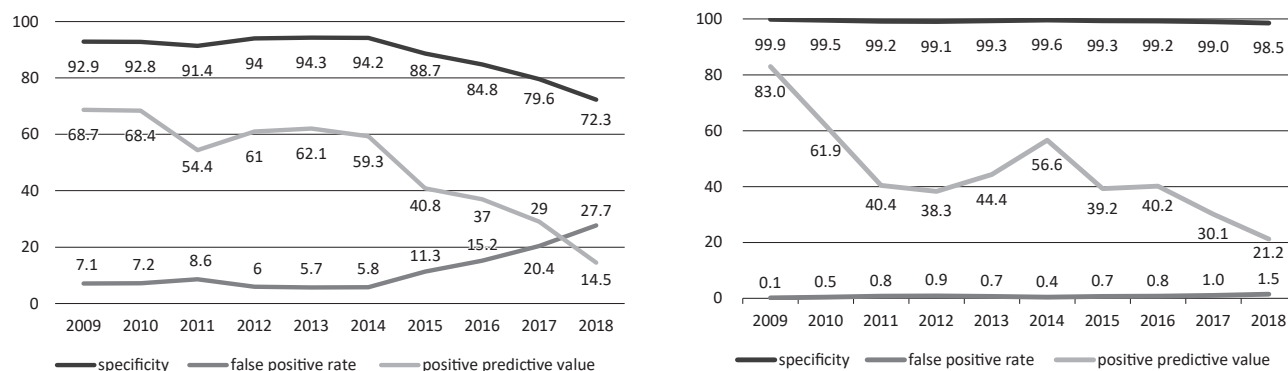 100
80
60
40
20
0
92.9 92.8 91.4 94 94.3 94.2 88.7 84.8 79.6 72.3
68.7 68.4 54.4 61 62.1 59.3 40.8 37 29 14.5
7.1 7.2 8.6 6 5.7 5.8 11.3 15.2 20.4 27.7
2009 2010 2011 2012 2013 2014 2015 2016 2017 2018
specificity false positive rate positive predictive value
100
80
60
40
20
0
99.9 99.5 99.2 99.1 99.3 99.6 99.3 99.2 99.0 98.5
83.0 61.9 40.4 38.3 44.4 56.6 39.2 40.2 30.1 21.2
0.1 0.5 0.8 0.9 0.7 0.4 0.7 0.8 1.0 1.5
2009 2010 2011 2012 2013 2014 2015 2016 2017 2018
specificity false positive rate positive predictive value